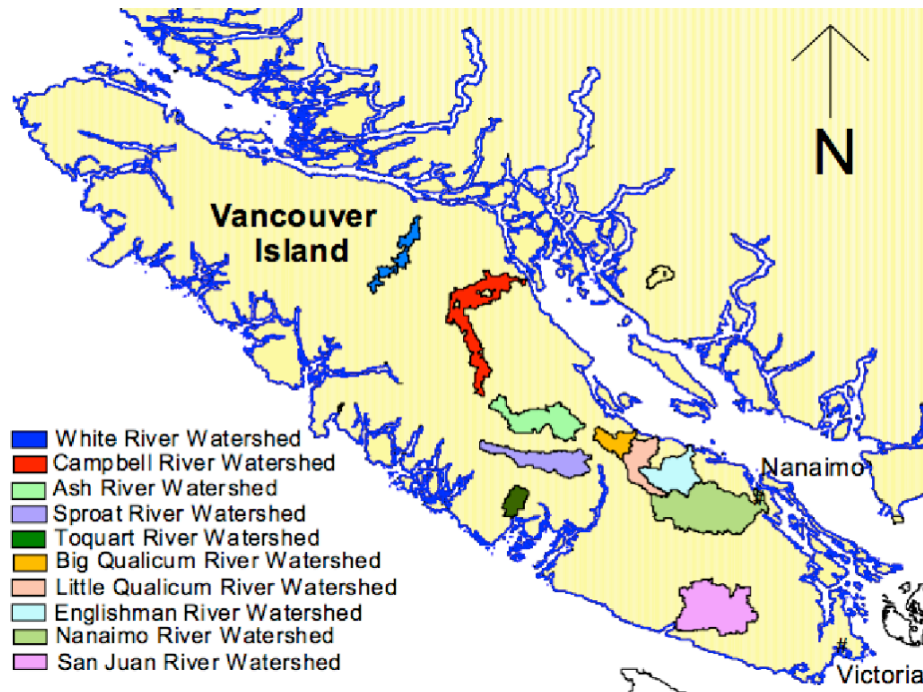 N
Vancouver
Island
White River Watershed
Campbell River Watershed
Ash River Watershed
Sproat River Watershed
Toquart River Watershed
Big Qualicum River Watershed
Little Qualicum River Watershed
Englishman River Watershed
Nanaimo River Watershed
San Juan River Watershed
Nanaimo
#
#
Victoria